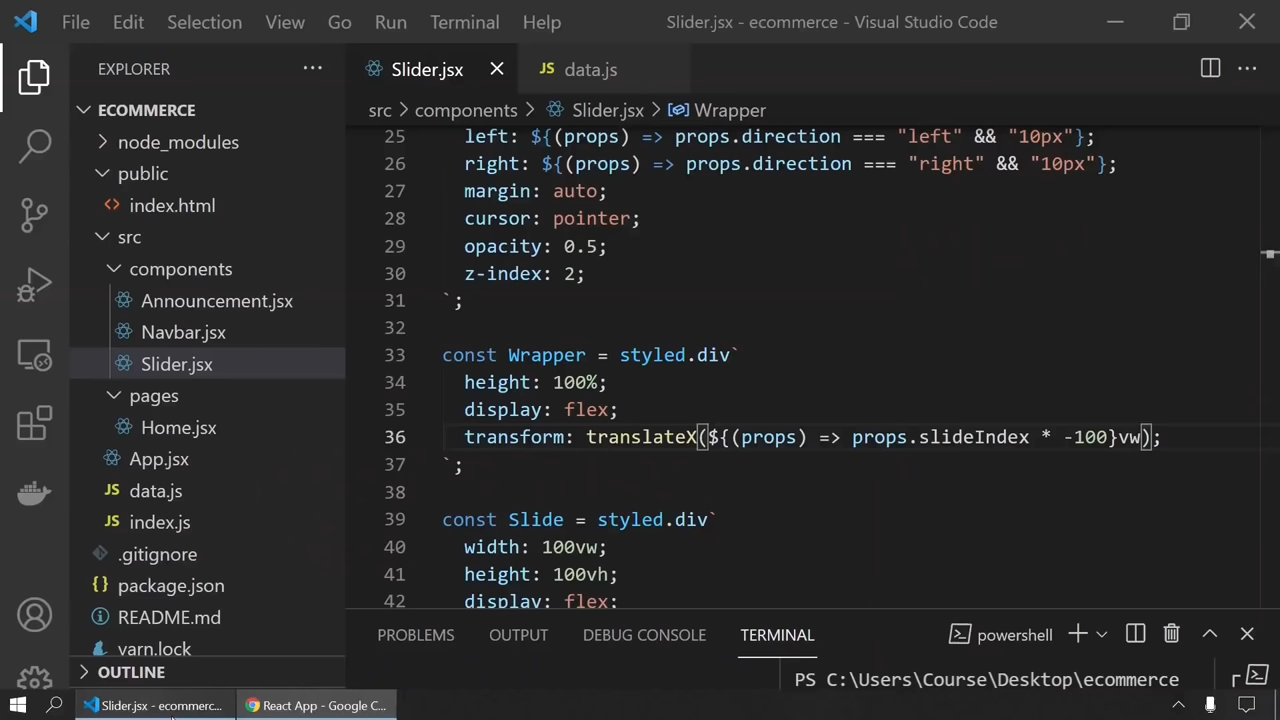 File Edit Selection View Go Run Terminal Help Slider.jsx - ecommerce - Visual Studio Code
EXPLORER
Slider.jsx
JS data.js
ECOMMERCE
src > components > Slider.jsx > Wrapper
node_modules
public
index.html
src
components
Announcement.jsx
Navbar.jsx
Slider.jsx
pages
Home.jsx
App.jsx
JS data.js
JS index.js
.gitignore
{} package.json
README.md
yarn.lock
OUTLINE
25 left: ${(props) => props.direction === "left" && "10px"};
26 right: ${(props) => props.direction === "right" && "10px"};
27 margin: auto;
28 cursor: pointer;
29 opacity: 0.5;
30 z-index: 2;
31 `;
32
33 const Wrapper = styled.div`
34 height: 100%;
35 display: flex;
36 transform: translateX(${(props) => props.slideIndex * -100}vw);
37 `;
38
39 const Slide = styled.div`
40 width: 100vw;
41 height: 100vh;
42 display: flex;
PROBLEMS OUTPUT DEBUG CONSOLE TERMINAL powershell
PS C:\Users\Course\Desktop\ecommerce
Slider.jsx - ecommerc...
React App - Google C...